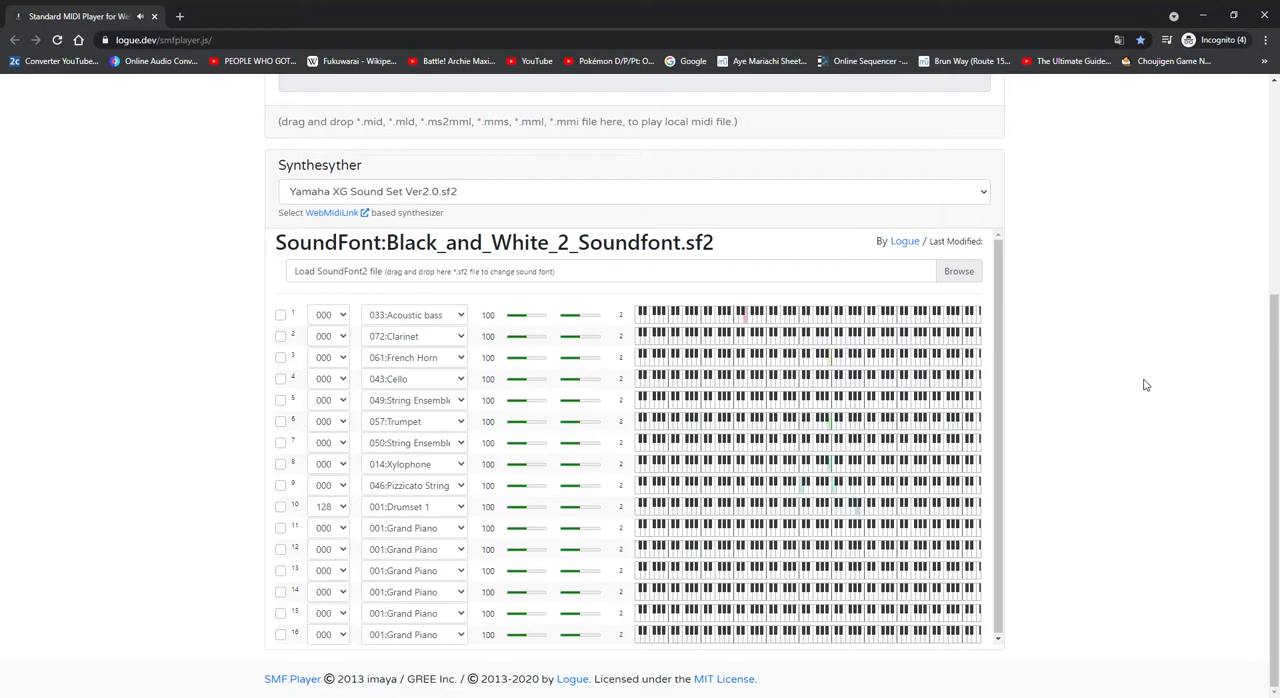 Standard MIDI Player for We
logue.dev/smfplayer.js/
Incognito (4)
Converter YouTube...
Online Audio Conv...
PEOPLE WHO GOT...
Fukuwarai - Wikipe...
Battle! Archie Maxi...
YouTube
Pokémon D/P/Pt: O...
Google
Aye Mariachi Sheet...
Online Sequencer -...
Brun Way (Route 15...
The Ultimate Guide...
Choujigen Game N...
(drag and drop *.mid, *.mld, *.ms2mml, *.mms, *.mml, *.mmi file here, to play local midi file.)
Synthesyther
Yamaha XG Sound Set Ver2.0.sf2
Select WebMidiLink based synthesizer
SoundFont:Black_and_White_2_Soundfont.sf2
By Logue / Last Modified:
Load SoundFont2 file (drag and drop here *.sf2 file to change sound font)
Browse
1 000 033:Acoustic bass 100 2
2 000 072:Clarinet 100 2
3 000 061:French Horn 100 2
4 000 043:Cello 100 2
5 000 049:String Ensemble 100 2
6 000 057:Trumpet 100 2
7 000 050:String Ensemble 100 2
8 000 014:Xylophone 100 2
9 000 046:Pizzicato String 100 2
10 128 001:Drumset 1 100 2
11 000 001:Grand Piano 100 2
12 000 001:Grand Piano 100 2
13 000 001:Grand Piano 100 2
14 000 001:Grand Piano 100 2
15 000 001:Grand Piano 100 2
16 000 001:Grand Piano 100 2
SMF.Player © 2013 imaya / GREE Inc. / © 2013-2020 by Logue. Licensed under the MIT License.